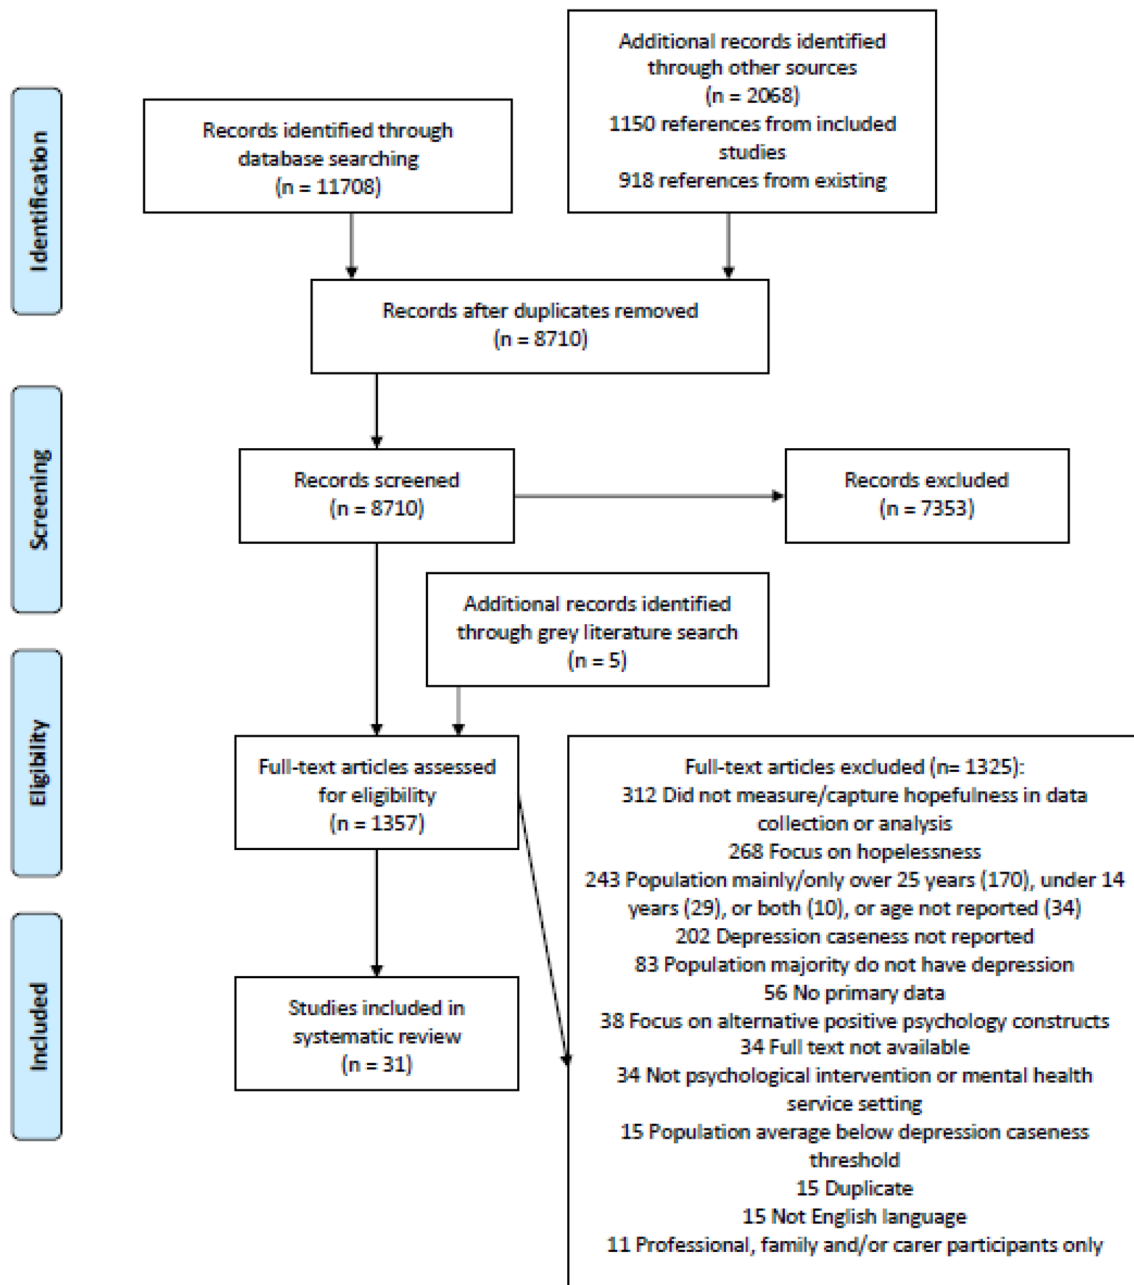 Identification
Records identified through
database searching
(n = 11708)
Additional records identified
through other sources
(n = 2068)
1150 references from included
studies
918 references from existing
Records after duplicates removed
(n = 8710)
Screening
Records screened
(n = 8710)
Records excluded
(n = 7353)
Additional records identified
through grey literature search
(n = 5)
Eligibility
Full-text articles assessed
for eligibility
(n = 1357)
Full-text articles excluded (n= 1325):
312 Did not measure/capture hopefulness in data
collection or analysis
268 Focus on hopelessness
243 Population mainly/only over 25 years (170), under 14
years (29), or both (10), or age not reported (34)
202 Depression caseness not reported
83 Population majority do not have depression
56 No primary data
38 Focus on alternative positive psychology constructs
34 Full text not available
34 Not psychological intervention or mental health
service setting
15 Population average below depression caseness
threshold
15 Duplicate
15 Not English language
11 Professional, family and/or carer participants only
Included
Studies included in
systematic review
(n = 31)